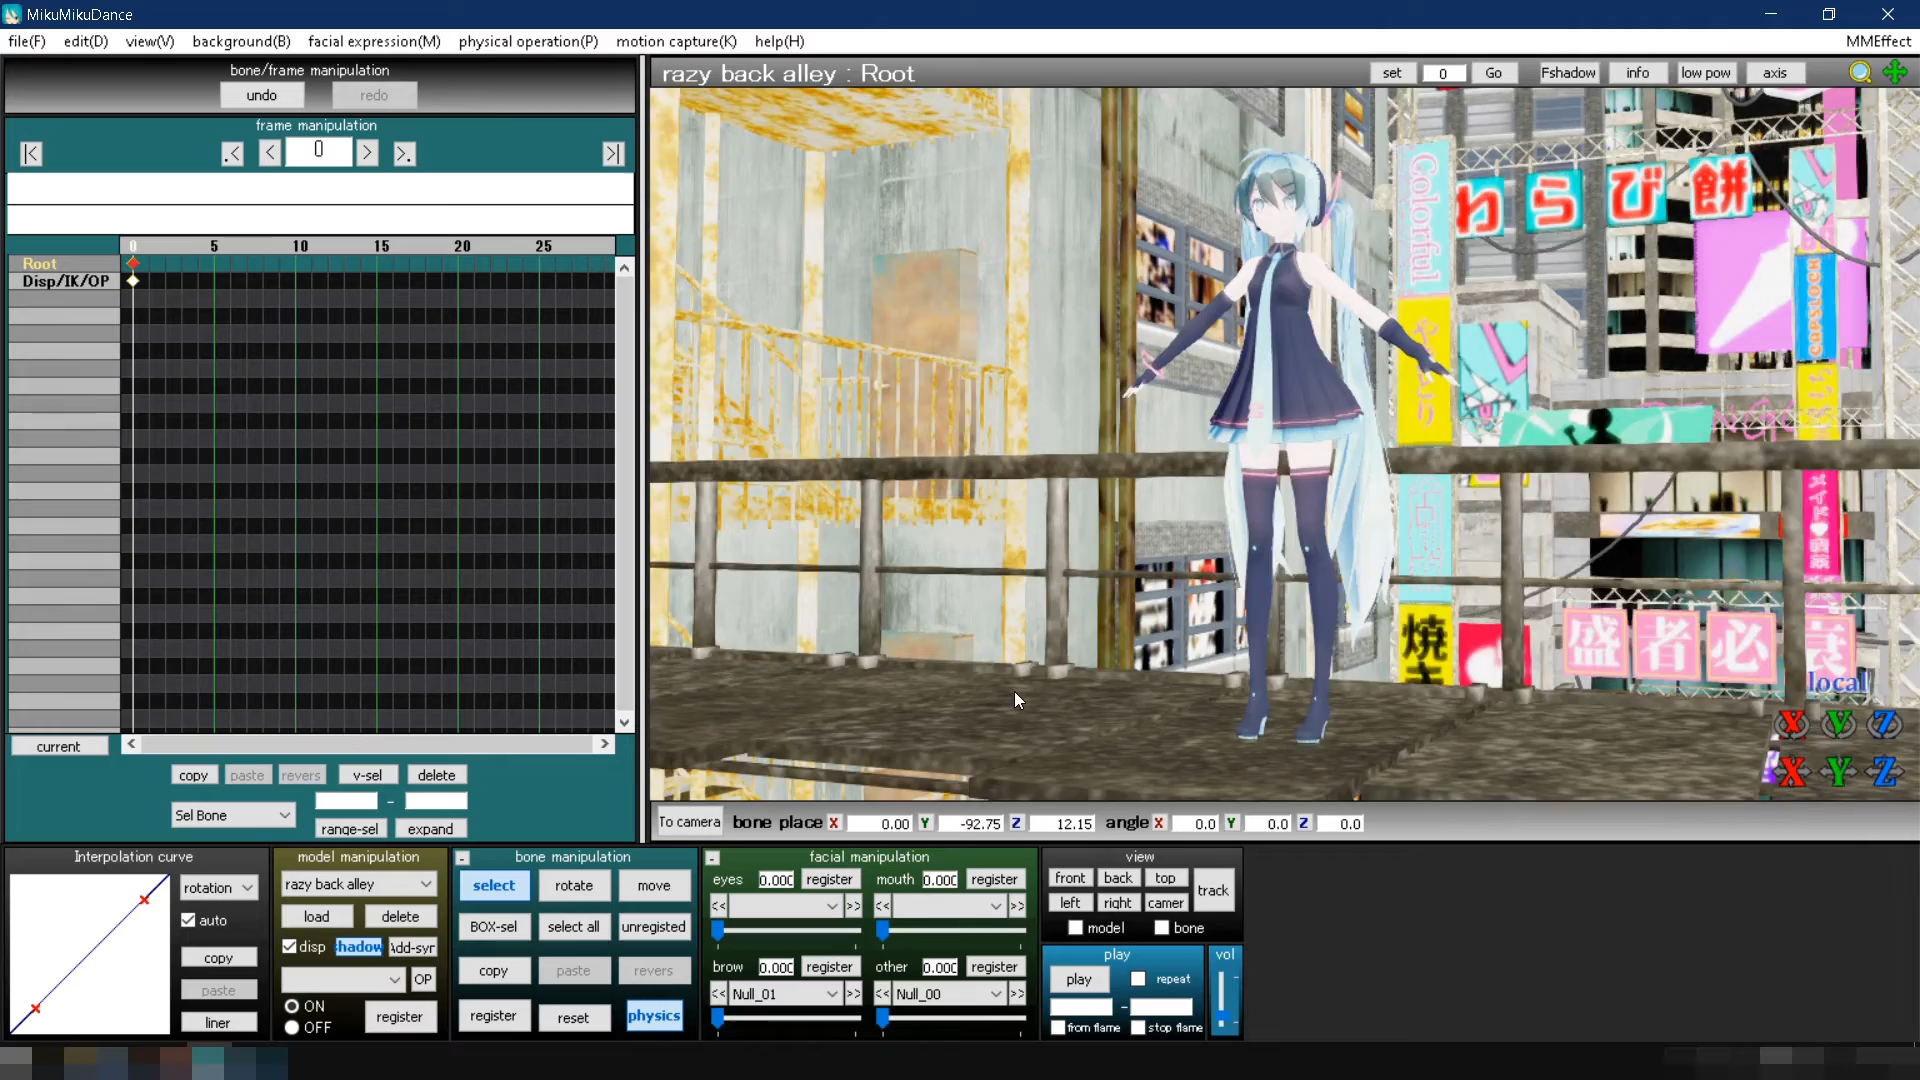 MikuMikuDance
file(F) edit(D) view(V) background(B) facial expression(M) physical operation(P) motion capture(K) help(H) MMEffect
bone/frame manipulation
undo redo
frame manipulation
|< .< < 0 > >. >|
0 5 10 15 20 25
Root
Disp/IK/OP
current
copy paste revers v-sel delete
Sel Bone -
range-sel expand
razy back alley : Root set 0 Go Fshadow info low pow axis
Colorful
わらび餅
CAPSLOCK
メイド
焼
盛者必衰
local
X Y Z
X Y Z
To camera bone place X 0.00 Y -92.75 Z 12.15 angle X 0.0 Y 0.0 Z 0.0
Interpolation curve
rotation
auto
copy
paste
liner
model manipulation
razy back alley
load delete
disp shadow Add-syn
OP
ON
OFF
register
- bone manipulation
select rotate move
BOX-sel select all unregisted
copy paste revers
register reset physics
- facial manipulation
eyes 0.000 register mouth 0.000 register
<< >> << >>
brow 0.000 register other 0.000 register
<< Null_01 >> << Null_00 >>
view
front back top
left right camer
track
model bone
play
play repeat
-
from flame stop flame
vol